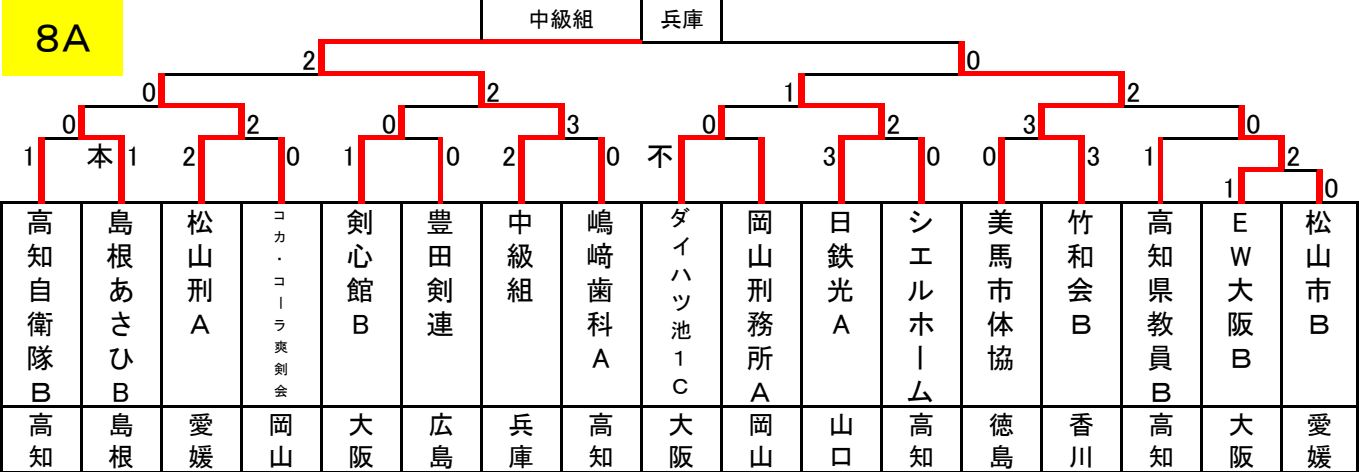 8A
中級組 兵庫
2 0
0 2 1 2
0 2 0 3 0 2 3 0
1 本 1 2 0 1 0 2 0 不 3 0 0 3 1 2
1 0
高知自衛隊B
島根あさひB
松山刑A
コカ・コーラ爽剣会
剣心館B
豊田剣連
中級組
嶋﨑歯科A
ダイハツ池1C
岡山刑務所A
日鉄光A
シエルホーム
美馬市体協
竹和会B
高知県教員B
EW大阪B
松山市B
高知
島根
愛媛
岡山
大阪
広島
兵庫
高知
大阪
岡山
山口
高知
徳島
香川
高知
大阪
愛媛